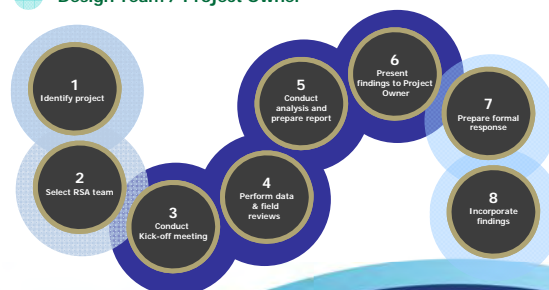 Design Team / Project Owner
1
Identify project
2
Select RSA team
3
Conduct
Kick-off meeting
4
Perform data
& field
reviews
5
Conduct
analysis and
prepare report
6
Present
findings to Project
Owner
7
Prepare formal
response
8
Incorporate
findings